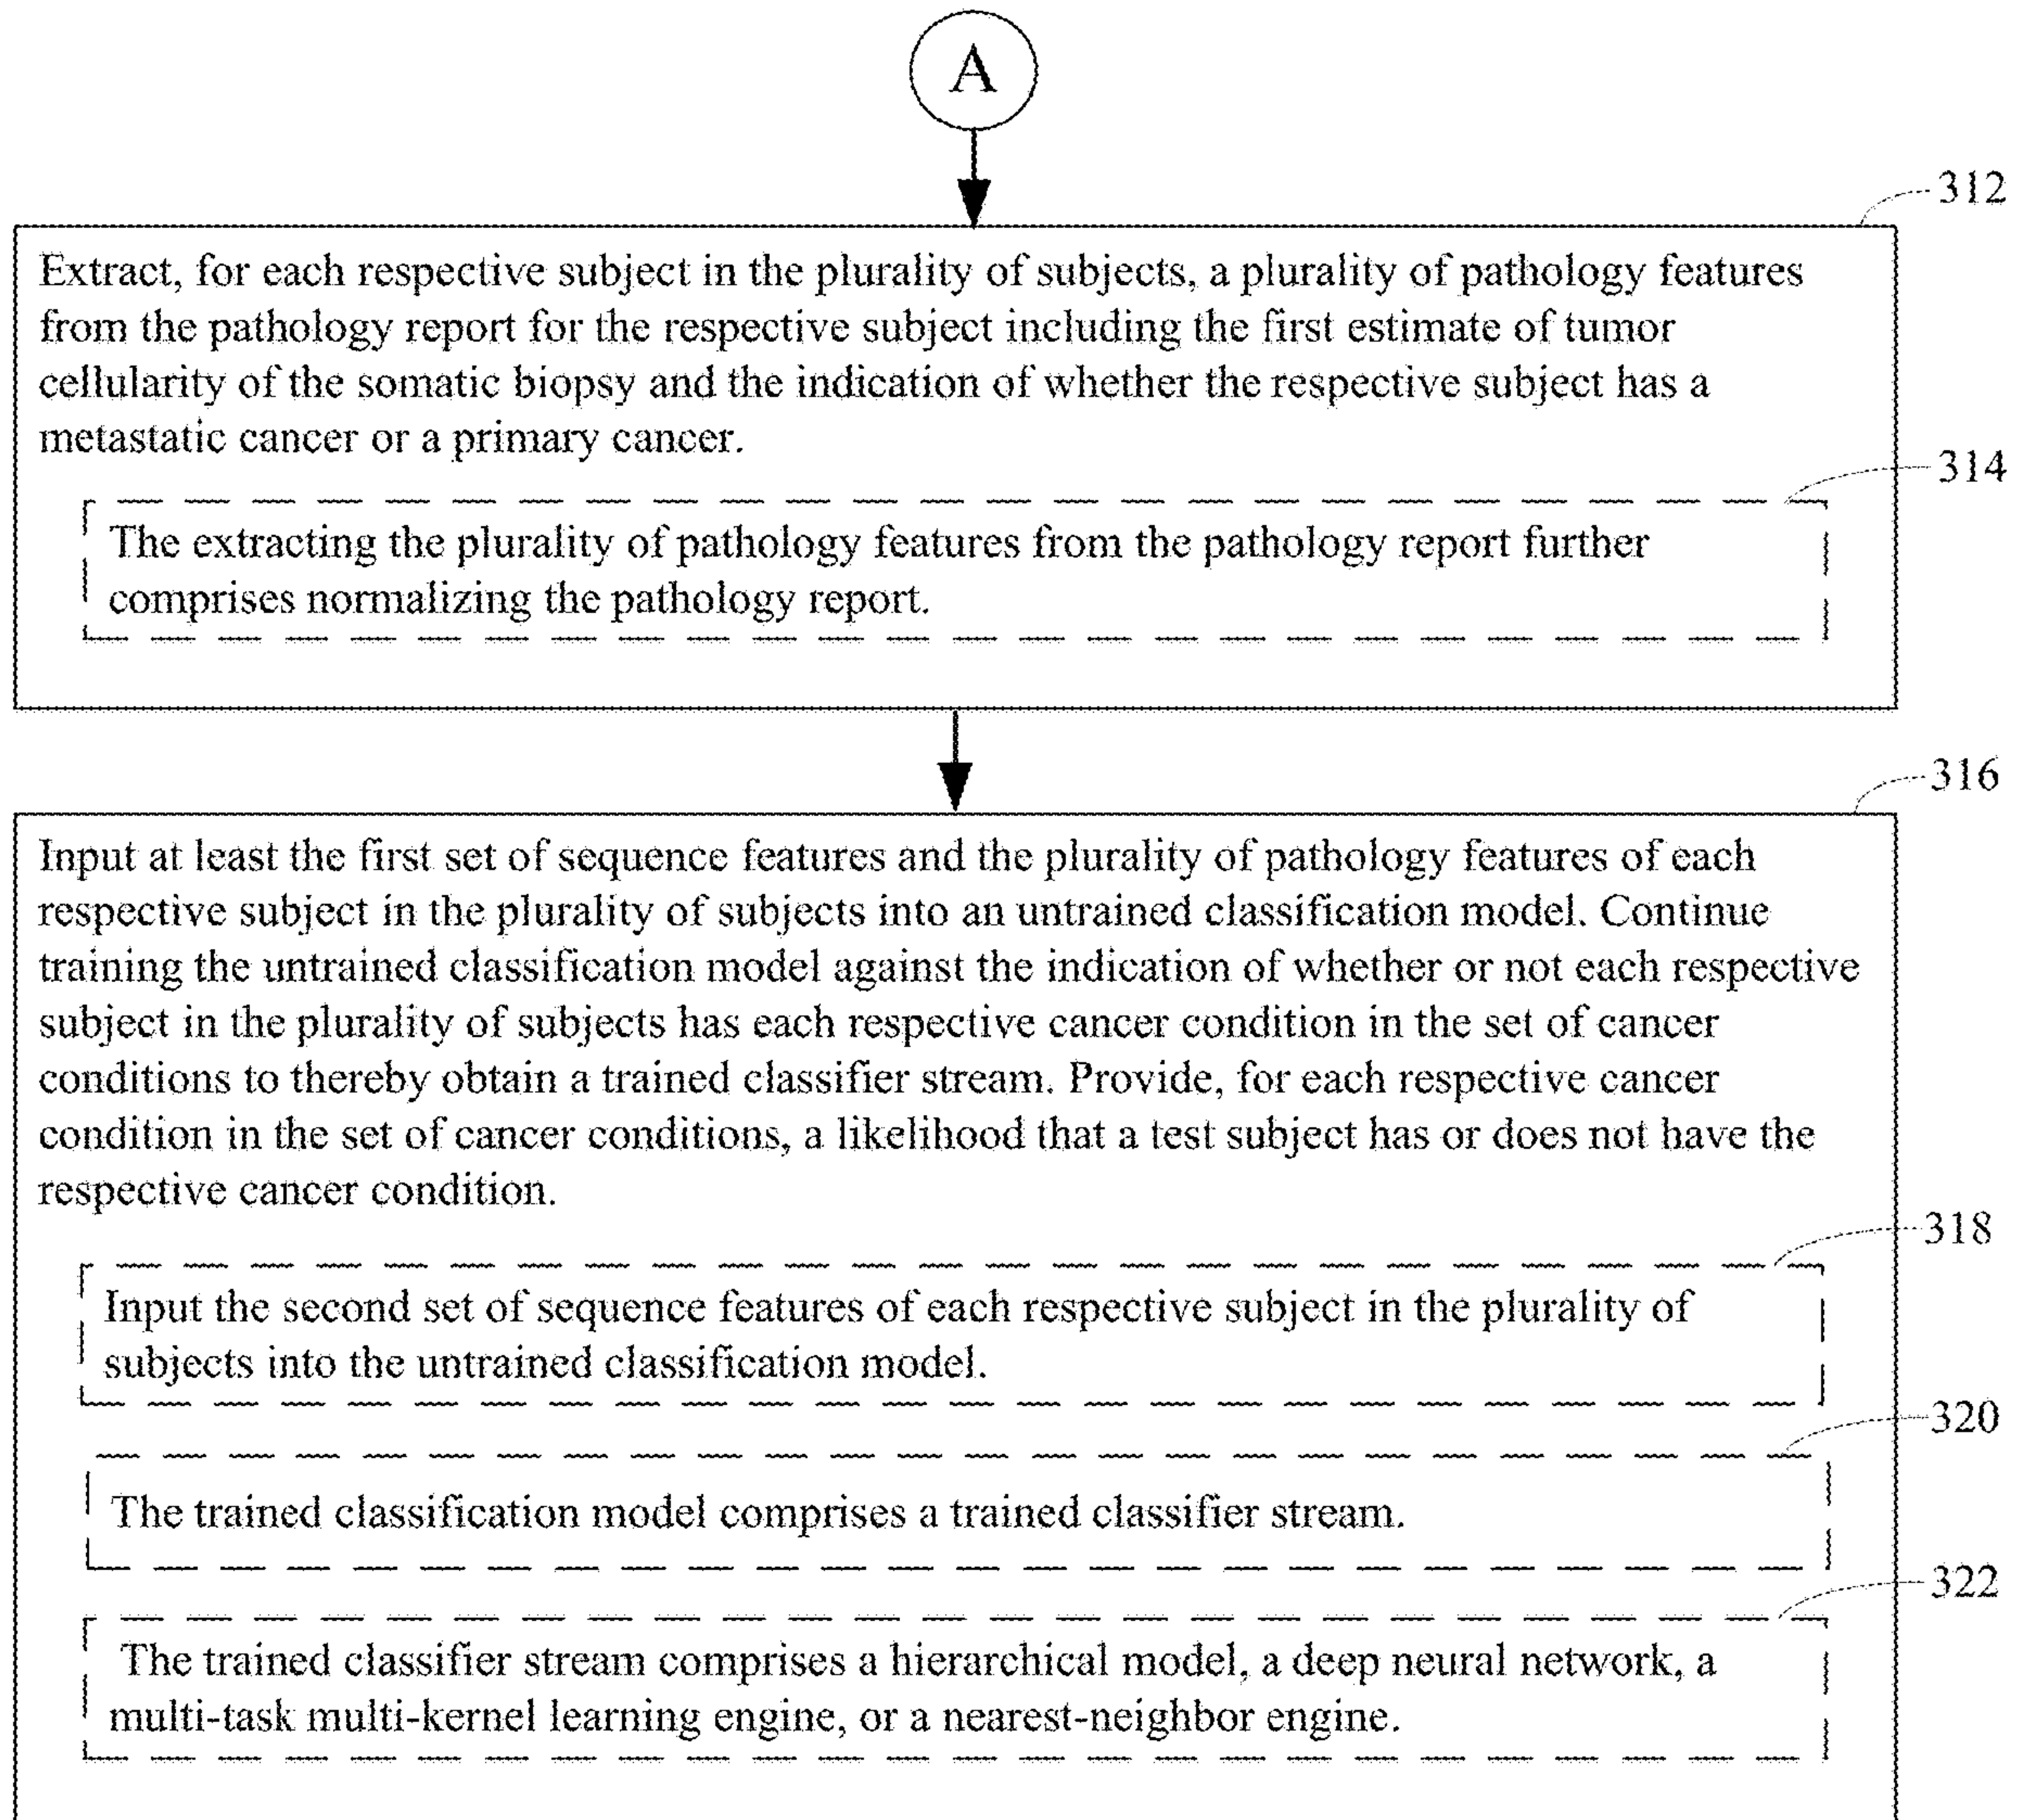 A
312
Extract, for each respective subject in the plurality of subjects, a plurality of pathology features
from the pathology report for the respective subject including the first estimate of tumor
cellularity of the somatic biopsy and the indication of whether the respective subject has a
metastatic cancer or a primary cancer.
314
The extracting the plurality of pathology features from the pathology report further
comprises normalizing the pathology report.
316
Input at least the first set of sequence features and the plurality of pathology features of each
respective subject in the plurality of subjects into an untrained classification model. Continue
training the untrained classification model against the indication of whether or not each respective
subject in the plurality of subjects has each respective cancer condition in the set of cancer
conditions to thereby obtain a trained classifier stream. Provide, for each respective cancer
condition in the set of cancer conditions, a likelihood that a test subject has or does not have the
respective cancer condition.
318
Input the second set of sequence features of each respective subject in the plurality of
subjects into the untrained classification model.
320
The trained classification model comprises a trained classifier stream.
322
The trained classifier stream comprises a hierarchical model, a deep neural network, a
multi-task multi-kernel learning engine, or a nearest-neighbor engine.